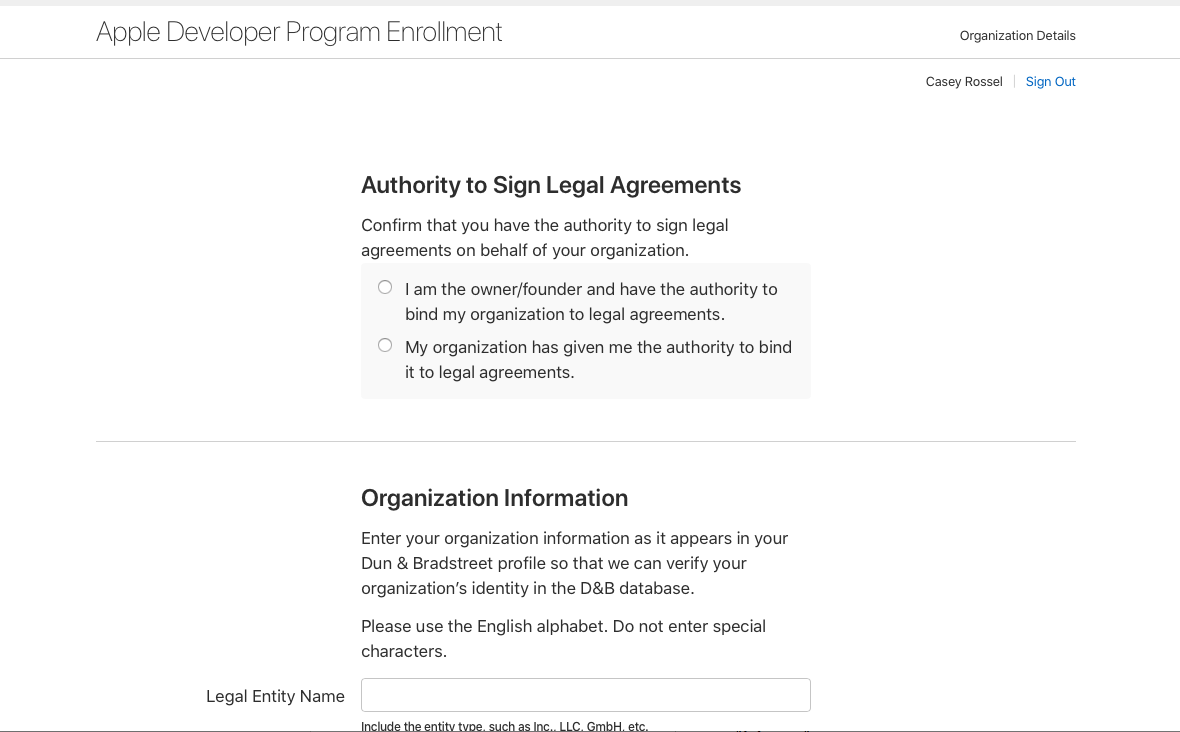 Apple Developer Program Enrollment
Organization Details
Casey Rossel
Sign Out
Authority to Sign Legal Agreements
Confirm that you have the authority to sign legal
agreements on behalf of your organization.
I am the owner/founder and have the authority to
bind my organization to legal agreements.
My organization has given me the authority to bind
it to legal agreements.
Organization Information
Enter your organization information as it appears in your
Dun & Bradstreet profile so that we can verify your
organization’s identity in the D&B database.
Please use the English alphabet. Do not enter special
characters.
Legal Entity Name
Include the entity type, such as Inc., LLC, GmbH, etc.